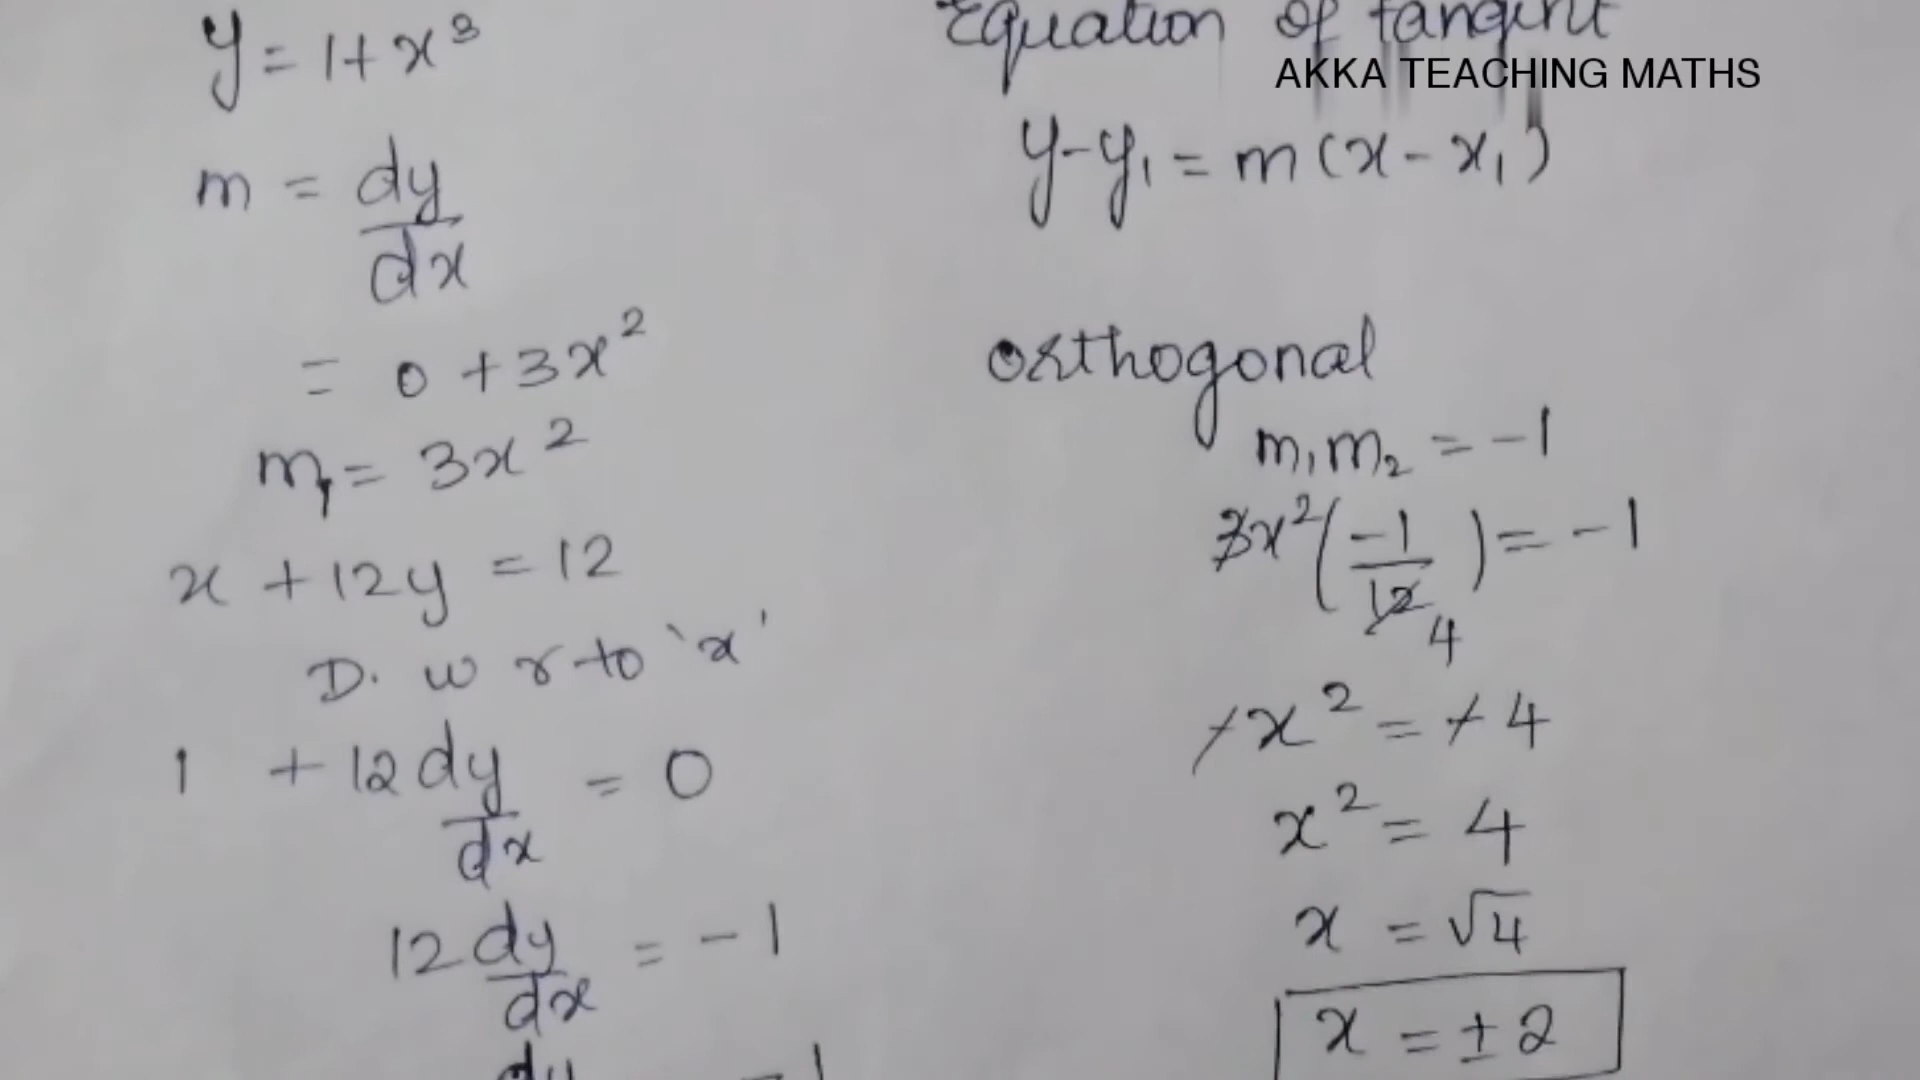 y = 1 + x³
m = dy/dx
= 0 + 3x²
m₁ = 3x²
x + 12y = 12
D. w r to 'x'
1 + 12 dy/dx = 0
12 dy/dx = -1
dy -1
Equation of tangent
AKKA TEACHING MATHS
y - y₁ = m(x - x₁)
orthogonal
m₁m₂ = -1
3x²(-1/12) = -1
4
-x² = -4
x² = 4
x = √4
x = ±2